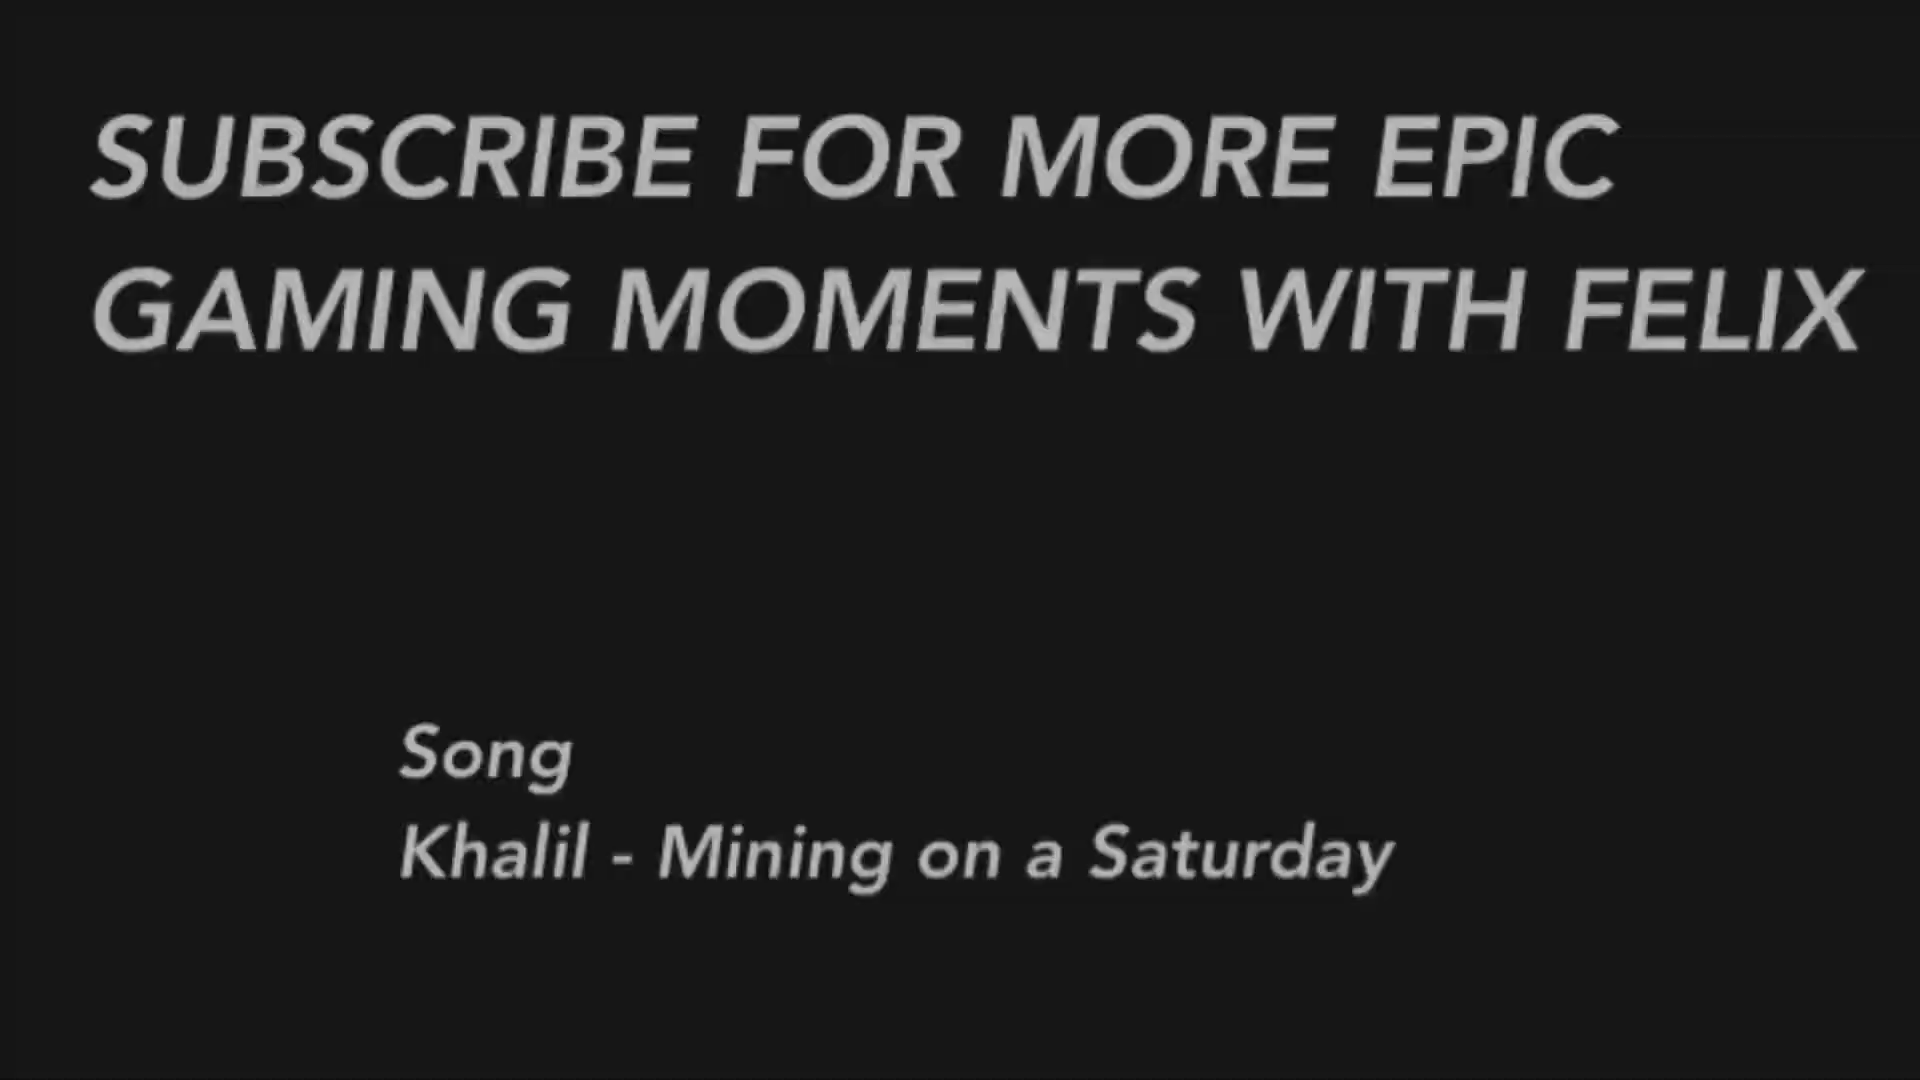 SUBSCRIBE FOR MORE EPIC
GAMING MOMENTS WITH FELIX
Song
Khalil - Mining on a Saturday